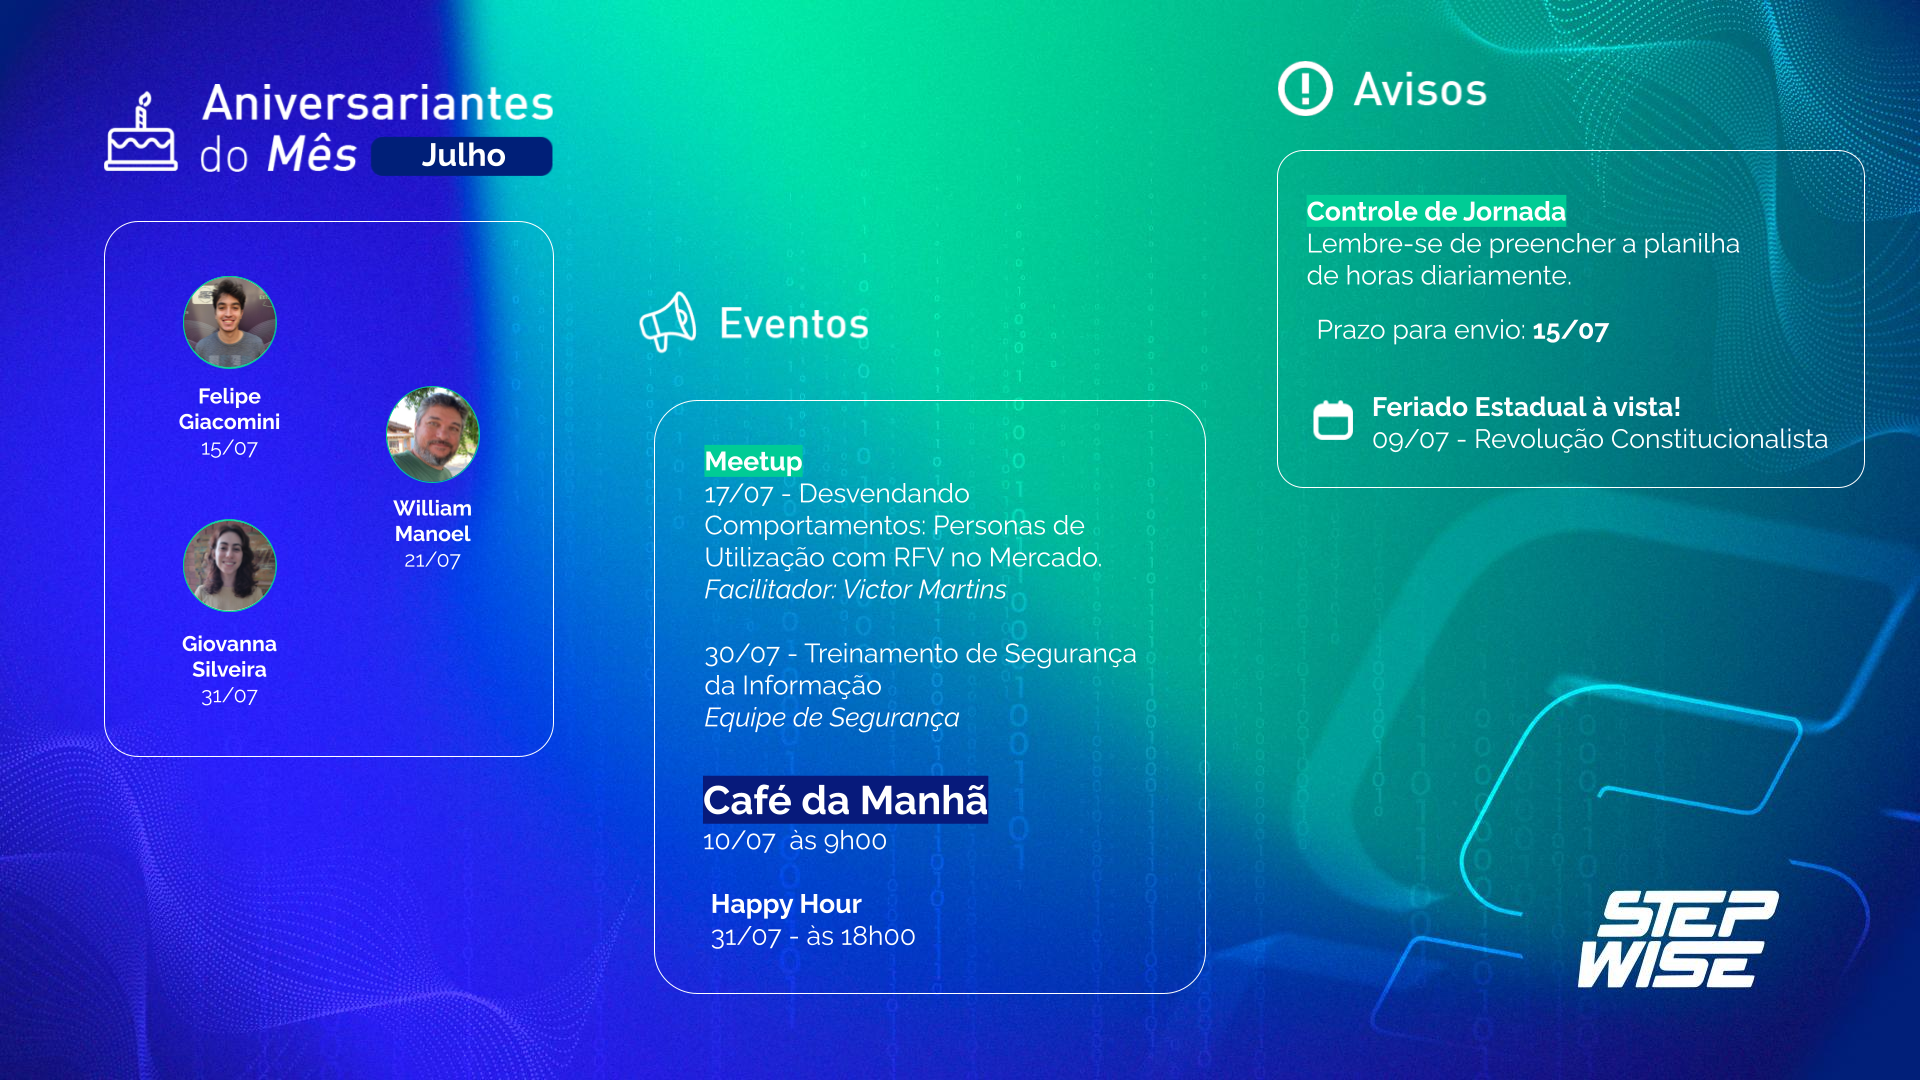 Aniversariantes
do Mês Julho
Felipe
Giacomini
15/07
William
Manoel
21/07
Giovanna
Silveira
31/07
Eventos
Meetup
17/07 - Desvendando
Comportamentos: Personas de
Utilização com RFV no Mercado.
Facilitador: Victor Martins
30/07 - Treinamento de Segurança
da Informação
Equipe de Segurança
Café da Manhã
10/07 às 9h00
Happy Hour
31/07 - às 18h00
Avisos
Controle de Jornada
Lembre-se de preencher a planilha
de horas diariamente.
Prazo para envio: 15/07
Feriado Estadual à vista!
09/07 - Revolução Constitucionalista
STEP
WISE